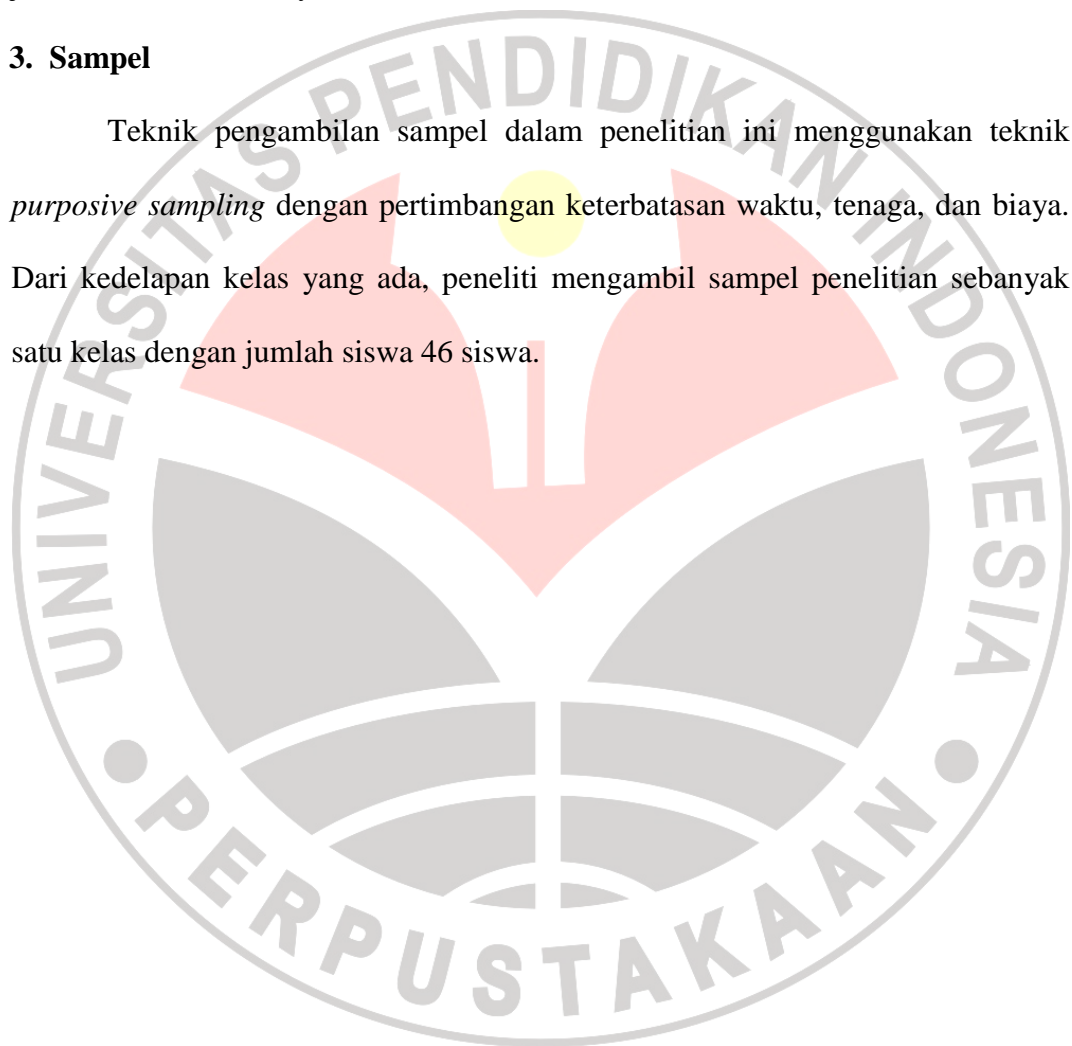 3. Sampel
Teknik pengambilan sampel dalam penelitian ini menggunakan teknik
purposive sampling dengan pertimbangan keterbatasan waktu, tenaga, dan biaya.
Dari kedelapan kelas yang ada, peneliti mengambil sampel penelitian sebanyak
satu kelas dengan jumlah siswa 46 siswa.
UNIVERSITAS PENDIDIKAN INDONESIA
PERPUSTAKAAN